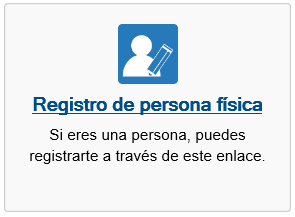 Registro de persona física
Si eres una persona, puedes
registrarte a través de este enlace.